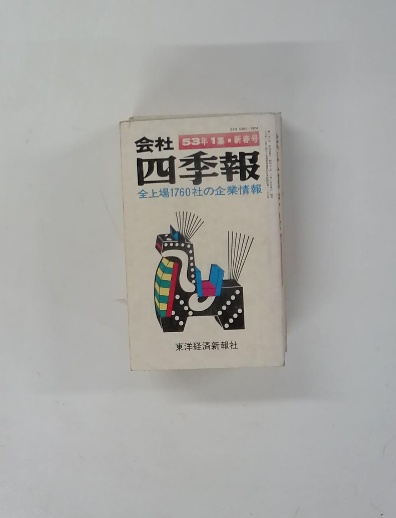 会社
53年1集・新春号
四季報
全上場1760社の企業情報
東洋経済新報社